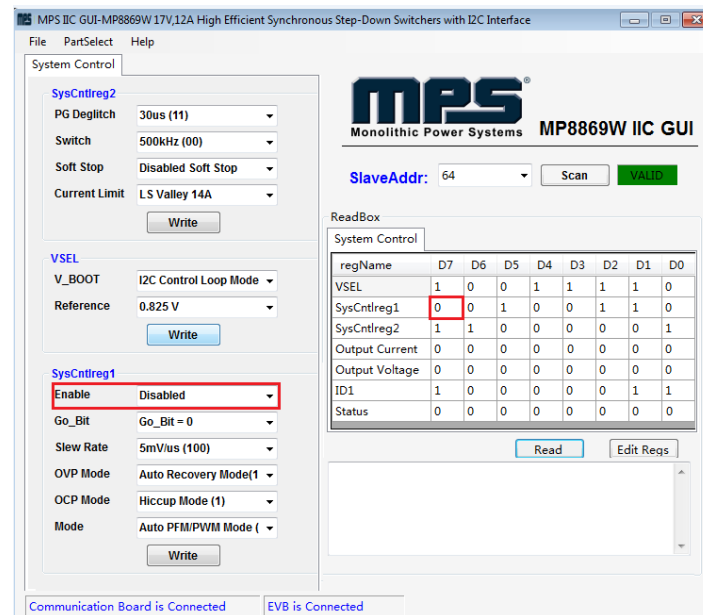 MPS IIC GUI-MP8869W 17V,12A High Efficient Synchronous Step-Down Switchers with I2C Interface
File PartSelect Help
System Control
SysCntlreg2
PG Deglitch 30us (11)
Switch 500kHz (00)
Soft Stop Disabled Soft Stop
Current Limit LS Valley 14A
Write
VSEL
V_BOOT I2C Control Loop Mode
Reference 0.825 V
Write
SysCntlreg1
Enable Disabled
Go_Bit Go_Bit = 0
Slew Rate 5mV/us (100)
OVP Mode Auto Recovery Mode(1
OCP Mode Hiccup Mode (1)
Mode Auto PFM/PWM Mode (
Write
mps®
Monolithic Power Systems MP8869W IIC GUI
SlaveAddr: 64 Scan VALID
ReadBox
System Control
regName D7 D6 D5 D4 D3 D2 D1 D0
VSEL 1 0 0 1 1 1 1 0
SysCntlreg1 0 0 1 0 0 1 1 0
SysCntlreg2 1 1 0 0 0 0 0 1
Output Current 0 0 0 0 0 0 0 0
Output Voltage 0 0 0 0 0 0 0 0
ID1 1 0 0 0 0 0 1 1
Status 0 0 0 0 0 0 0 0
Read Edit Regs
Communication Board is Connected EVB is Connected